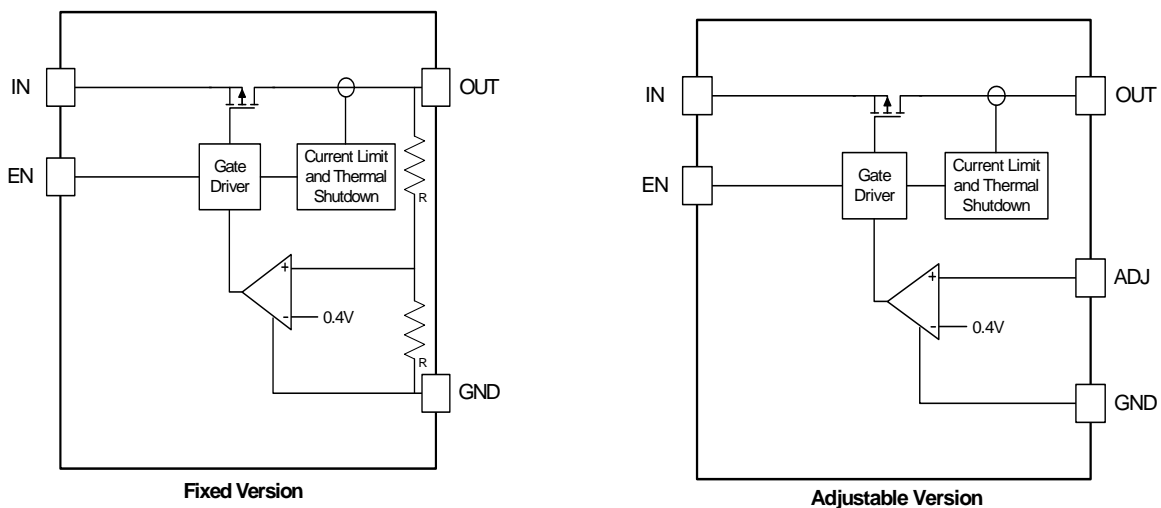 IN
OUT
EN
Gate
Driver
Current Limit
and Thermal
Shutdown
R
+
-
0.4V
R
GND
Fixed Version
IN
OUT
EN
Gate
Driver
Current Limit
and Thermal
Shutdown
ADJ
+
-
0.4V
GND
Adjustable Version